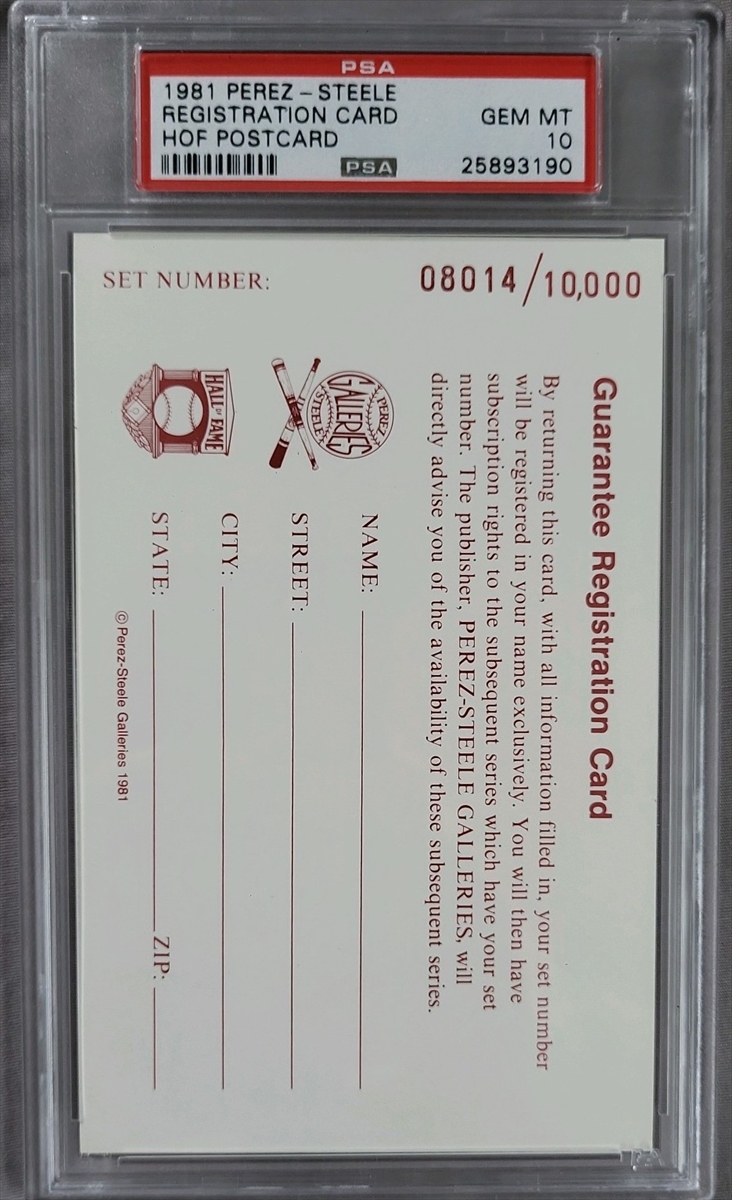 PSA
1981 PEREZ-STEELE
REGISTRATION CARD
HOF POSTCARD
GEM MT
10
PSA
25893190
SET NUMBER: 08014/10,000
Guarantee Registration Card
By returning this card, with all information filled in, your set number
will be registered in your name exclusively. You will then have
subscription rights to the subsequent series which have your set
number. The publisher, PEREZ-STEELE GALLERIES, will
directly advise you of the availability of these subsequent series.
PEREZ
GALLERIES
STEELE
HALL OF FAME
NAME:
STREET:
CITY:
STATE: ZIP:
© Perez-Steele Galleries 1981